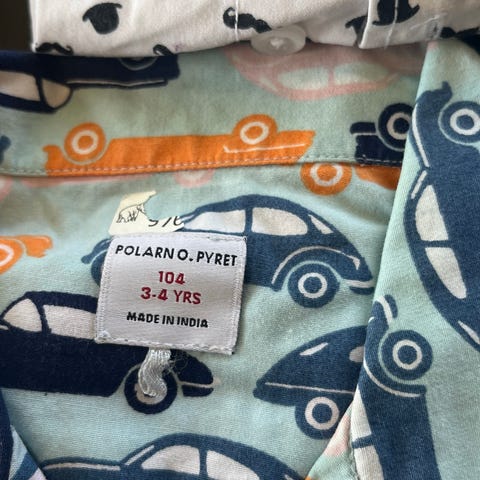 POLARN O. PYRET
104
3-4 YRS
MADE IN INDIA